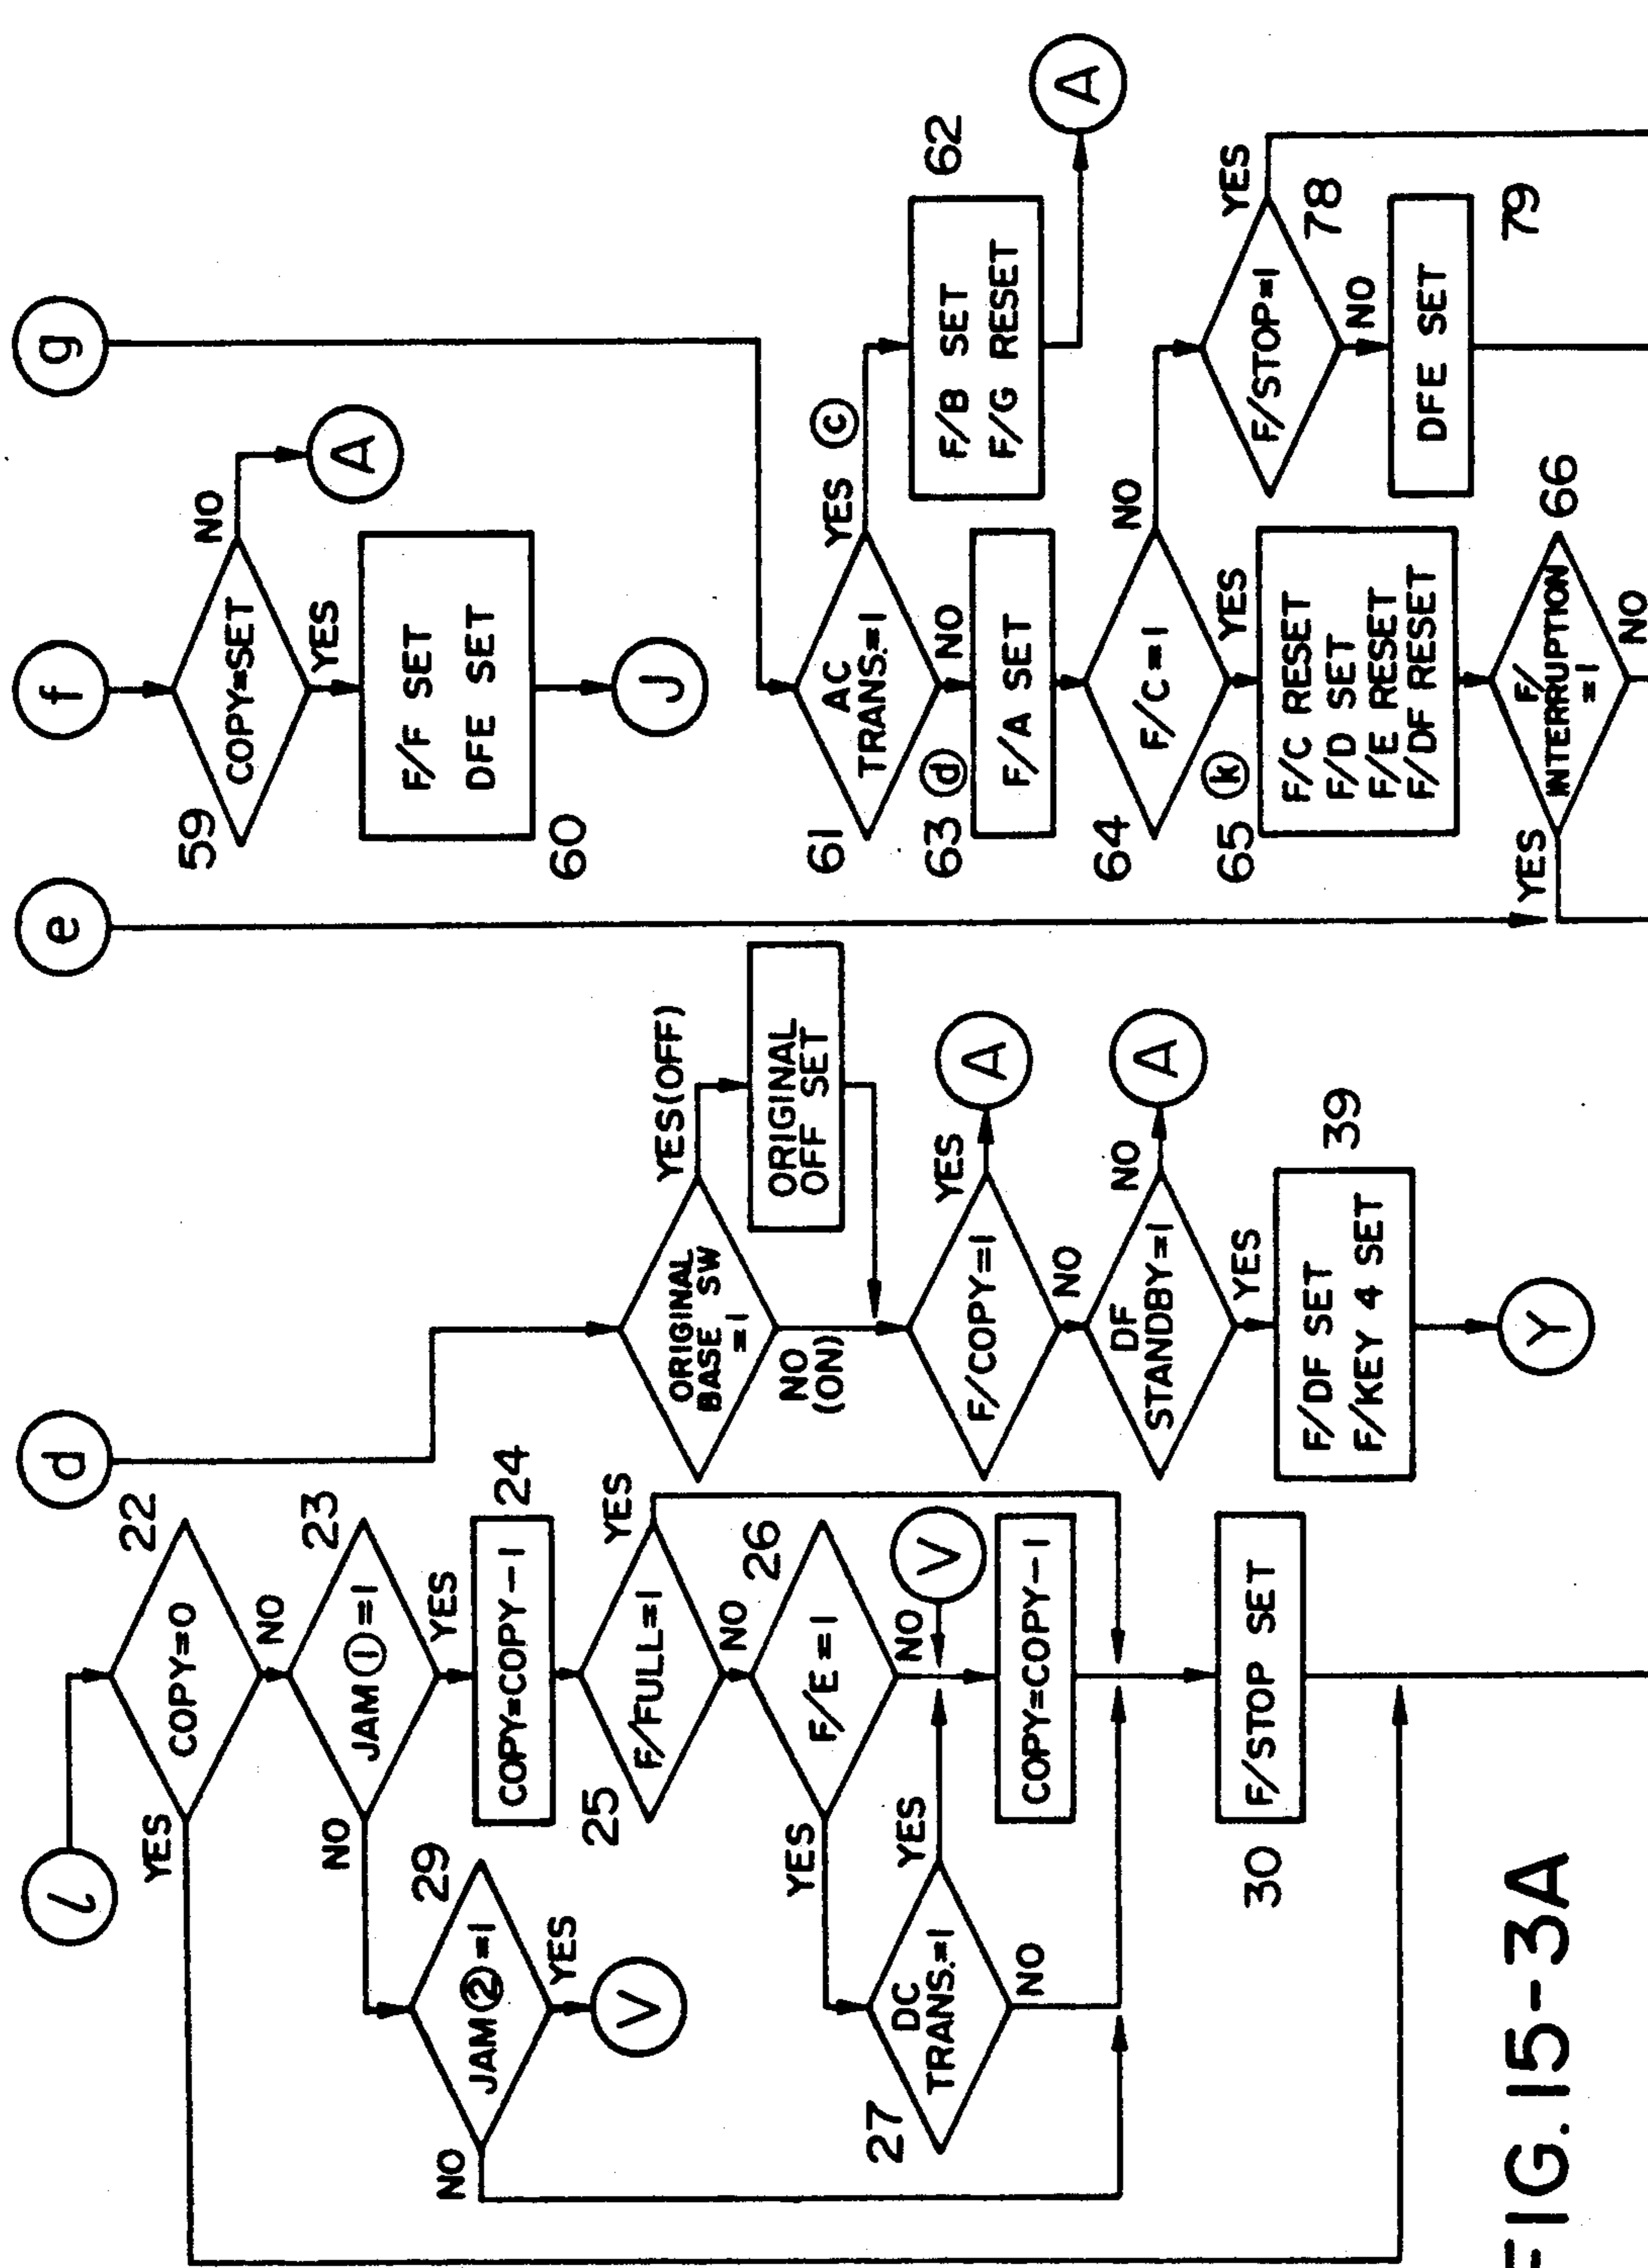 l
22
COPY=0
YES
NO
23
JAM①=1
NO
YES
29
JAM②=1
NO
YES
V
24
COPY=COPY-1
25
F/FULL=1
YES
NO
26
F/E=1
YES
NO
27
DC
TRANS.=1
YES
NO
V
COPY=COPY-1
30
F/STOP SET
d
ORIGINAL
BASE SW
=1
YES(OFF)
NO
(ON)
ORIGINAL
OFF SET
F/COPY=1
YES
A
NO
DF
STANDBY=1
NO
A
YES
39
F/DF SET
F/KEY 4 SET
Y
e
f
59
COPY=SET
NO
A
YES
60
F/F SET
DFE SET
J
g
61
AC
TRANS.=1
YES
ⓒ
62
F/B SET
F/G RESET
A
NO
63
ⓓ
F/A SET
64
F/C=1
NO
YES
78
F/STOP=1
YES
NO
79
DFE SET
65
ⓚ
F/C RESET
F/D SET
F/E RESET
F/DF RESET
66
F/
INTERRUPTION
=1
YES
NO
FIG.15-3A